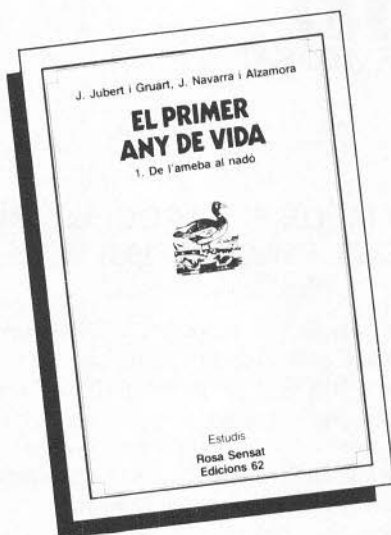 J. Jubert i Gruart, J. Navarra i Alzamora
EL PRIMER
ANY DE VIDA
1. De l'ameba al nadó
Estudis
Rosa Sensat
Edicions 62